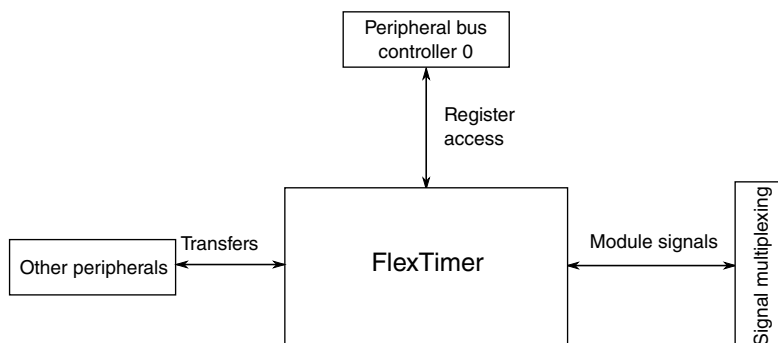 Peripheral bus
controller 0
Register
access
Transfers
Other peripherals
FlexTimer
Module signals
Signal multiplexing